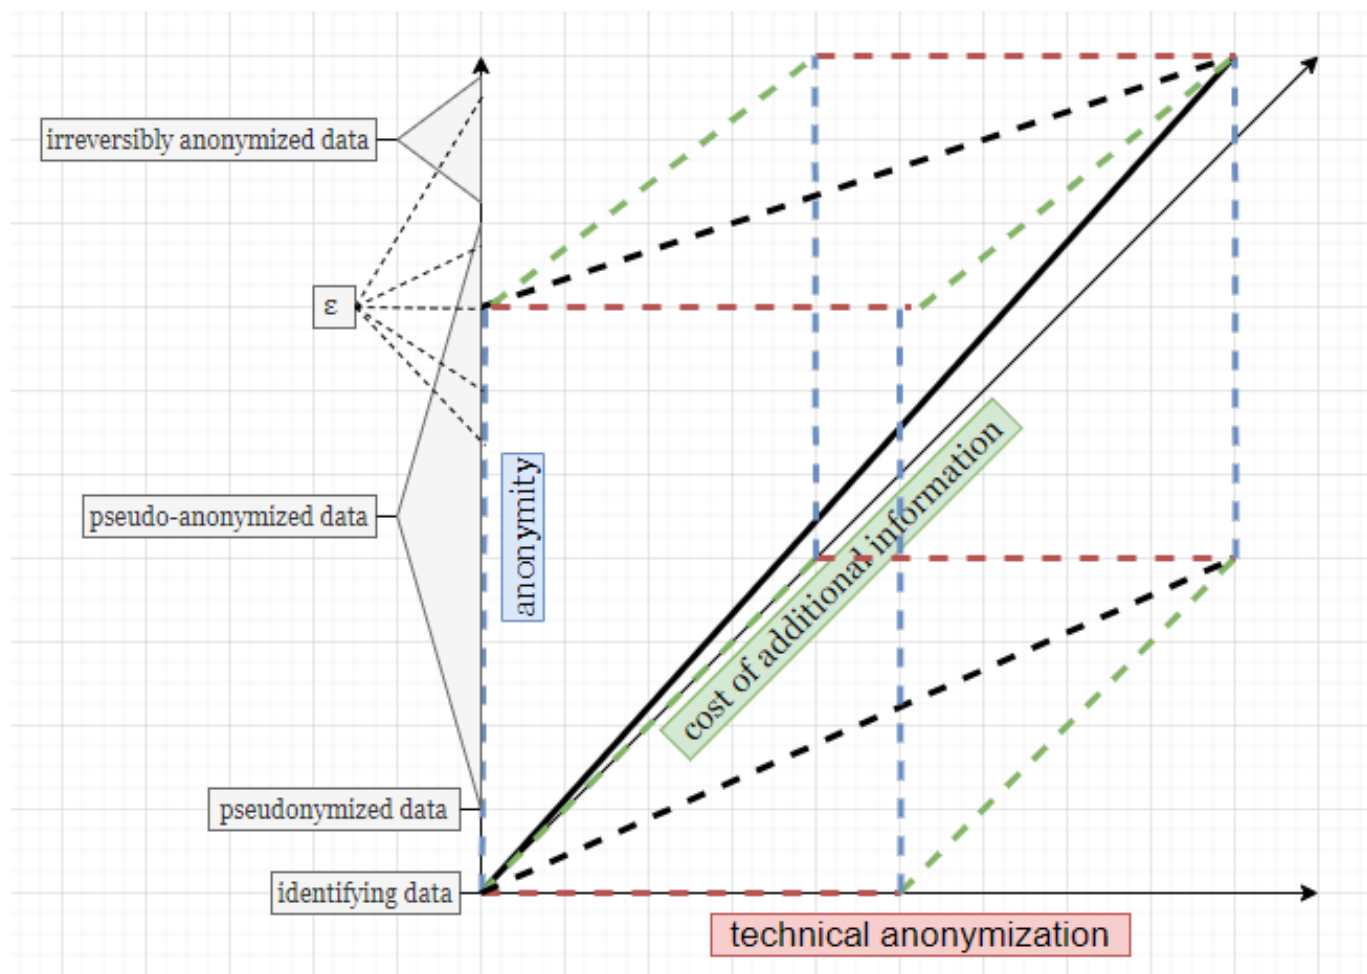 irreversibly anonymized data
ε
pseudo-anonymized data
anonymity
cost of additional information
pseudonymized data
identifying data
technical anonymization